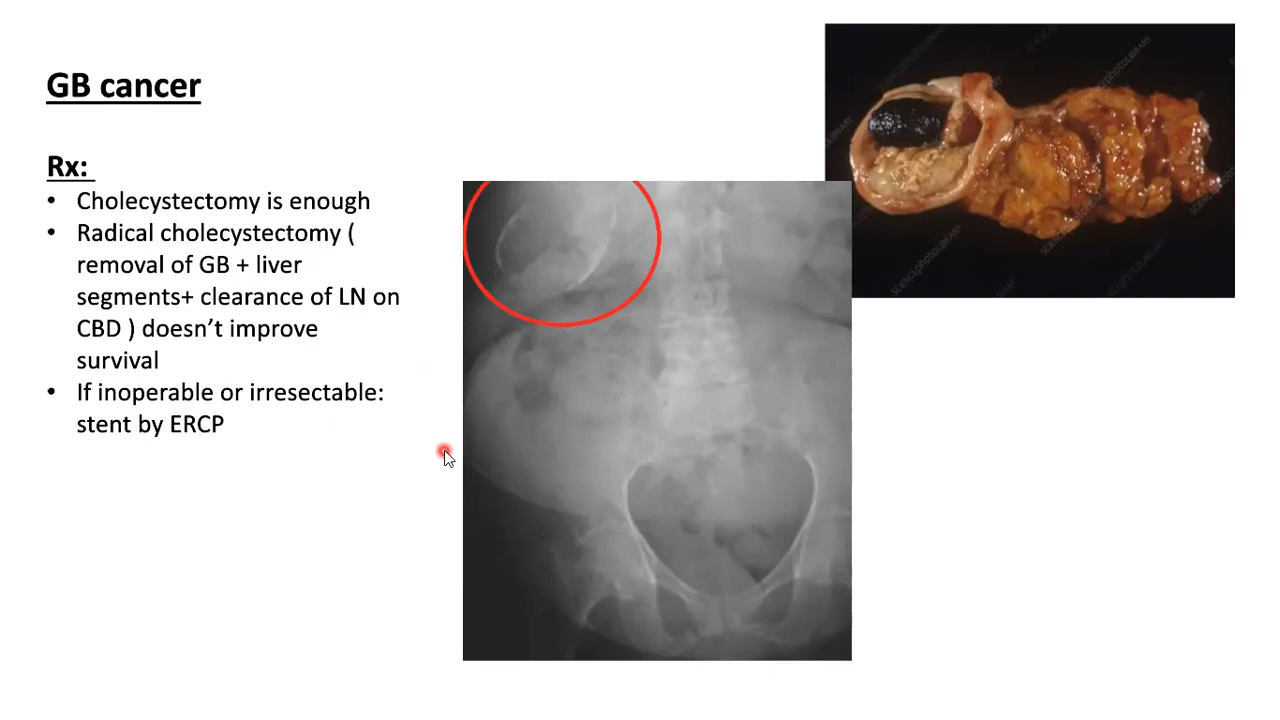 GB cancer
Rx:
• Cholecystectomy is enough
• Radical cholecystectomy (
removal of GB + liver
segments+ clearance of LN on
CBD ) doesn’t improve
survival
• If inoperable or irresectable:
stent by ERCP
SCIENCEphotoLIBRARY